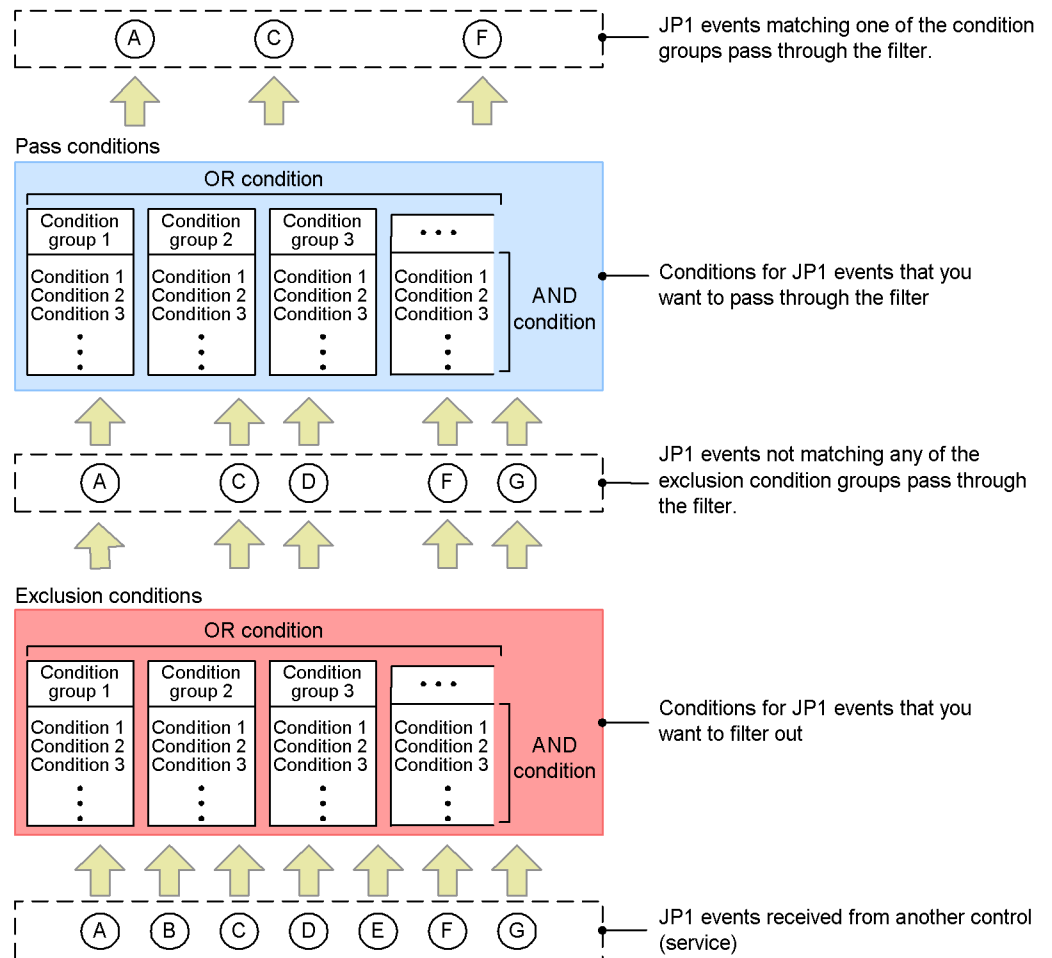 A C F
JP1 events matching one of the condition
groups pass through the filter.
Pass conditions
OR condition
Condition
group 1
Condition
group 2
Condition
group 3
• • •
Condition 1
Condition 2
Condition 3
Condition 1
Condition 2
Condition 3
Condition 1
Condition 2
Condition 3
Condition 1
Condition 2
Condition 3
AND
condition
Conditions for JP1 events that you
want to pass through the filter
A C D F G
JP1 events not matching any of the
exclusion condition groups pass through
the filter.
Exclusion conditions
OR condition
Condition
group 1
Condition
group 2
Condition
group 3
• • •
Condition 1
Condition 2
Condition 3
Condition 1
Condition 2
Condition 3
Condition 1
Condition 2
Condition 3
Condition 1
Condition 2
Condition 3
AND
condition
Conditions for JP1 events that you
want to filter out
A B C D E F G
JP1 events received from another control
(service)